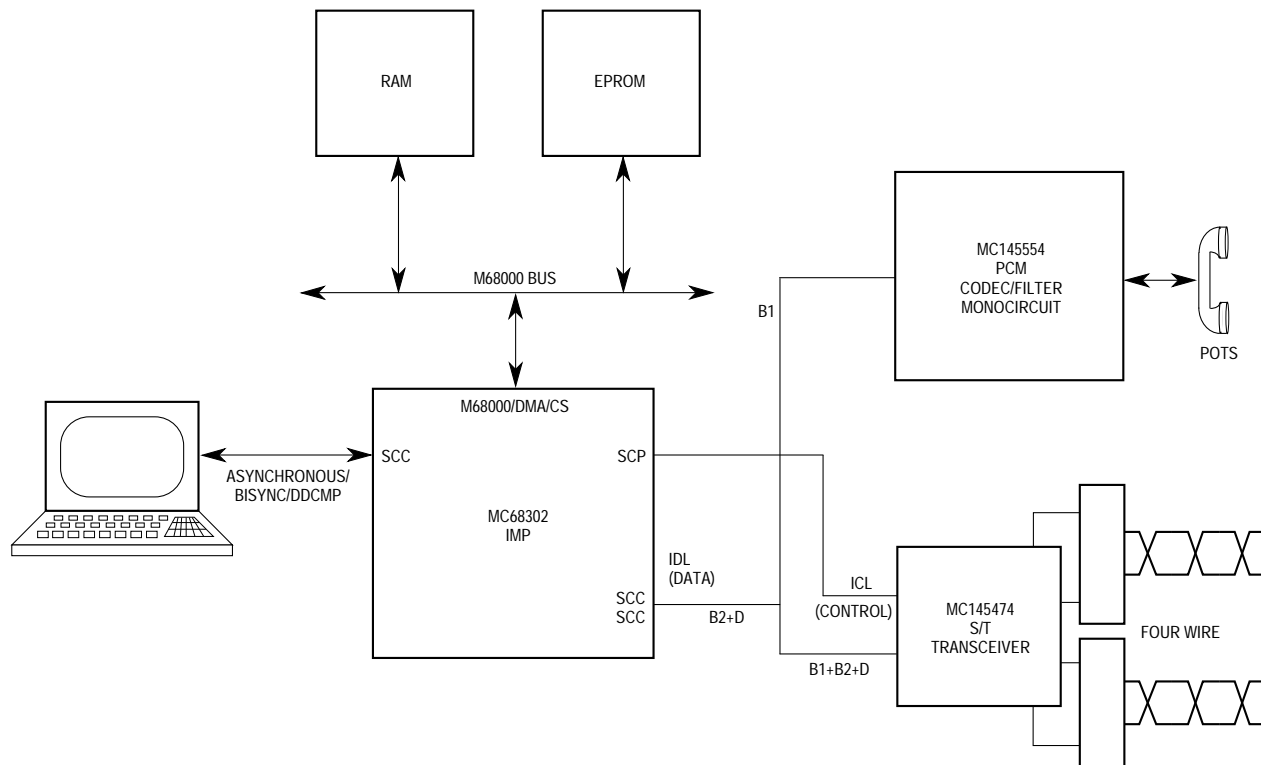 RAM
EPROM
M68000 BUS
MC145554
PCM
CODEC/FILTER
MONOCIRCUIT
B1
POTS
M68000/DMA/CS
SCC
SCP
ASYNCHRONOUS/
BISYNC/DDCMP
MC68302
IMP
IDL
(DATA)
SCC
SCC
B2+D
ICL
(CONTROL)
B1+B2+D
MC145474
S/T
TRANSCEIVER
FOUR WIRE